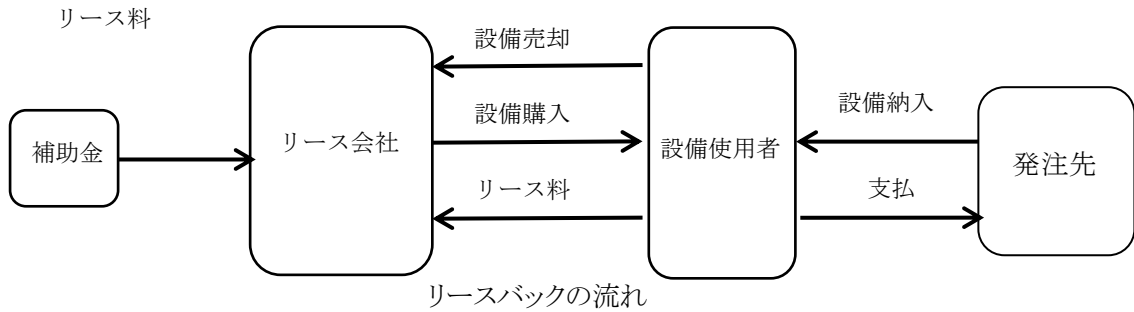 リース料
設備売却
設備購入
設備納入
補助金
リース会社
設備使用者
発注先
リース料
支払
リースバックの流れ